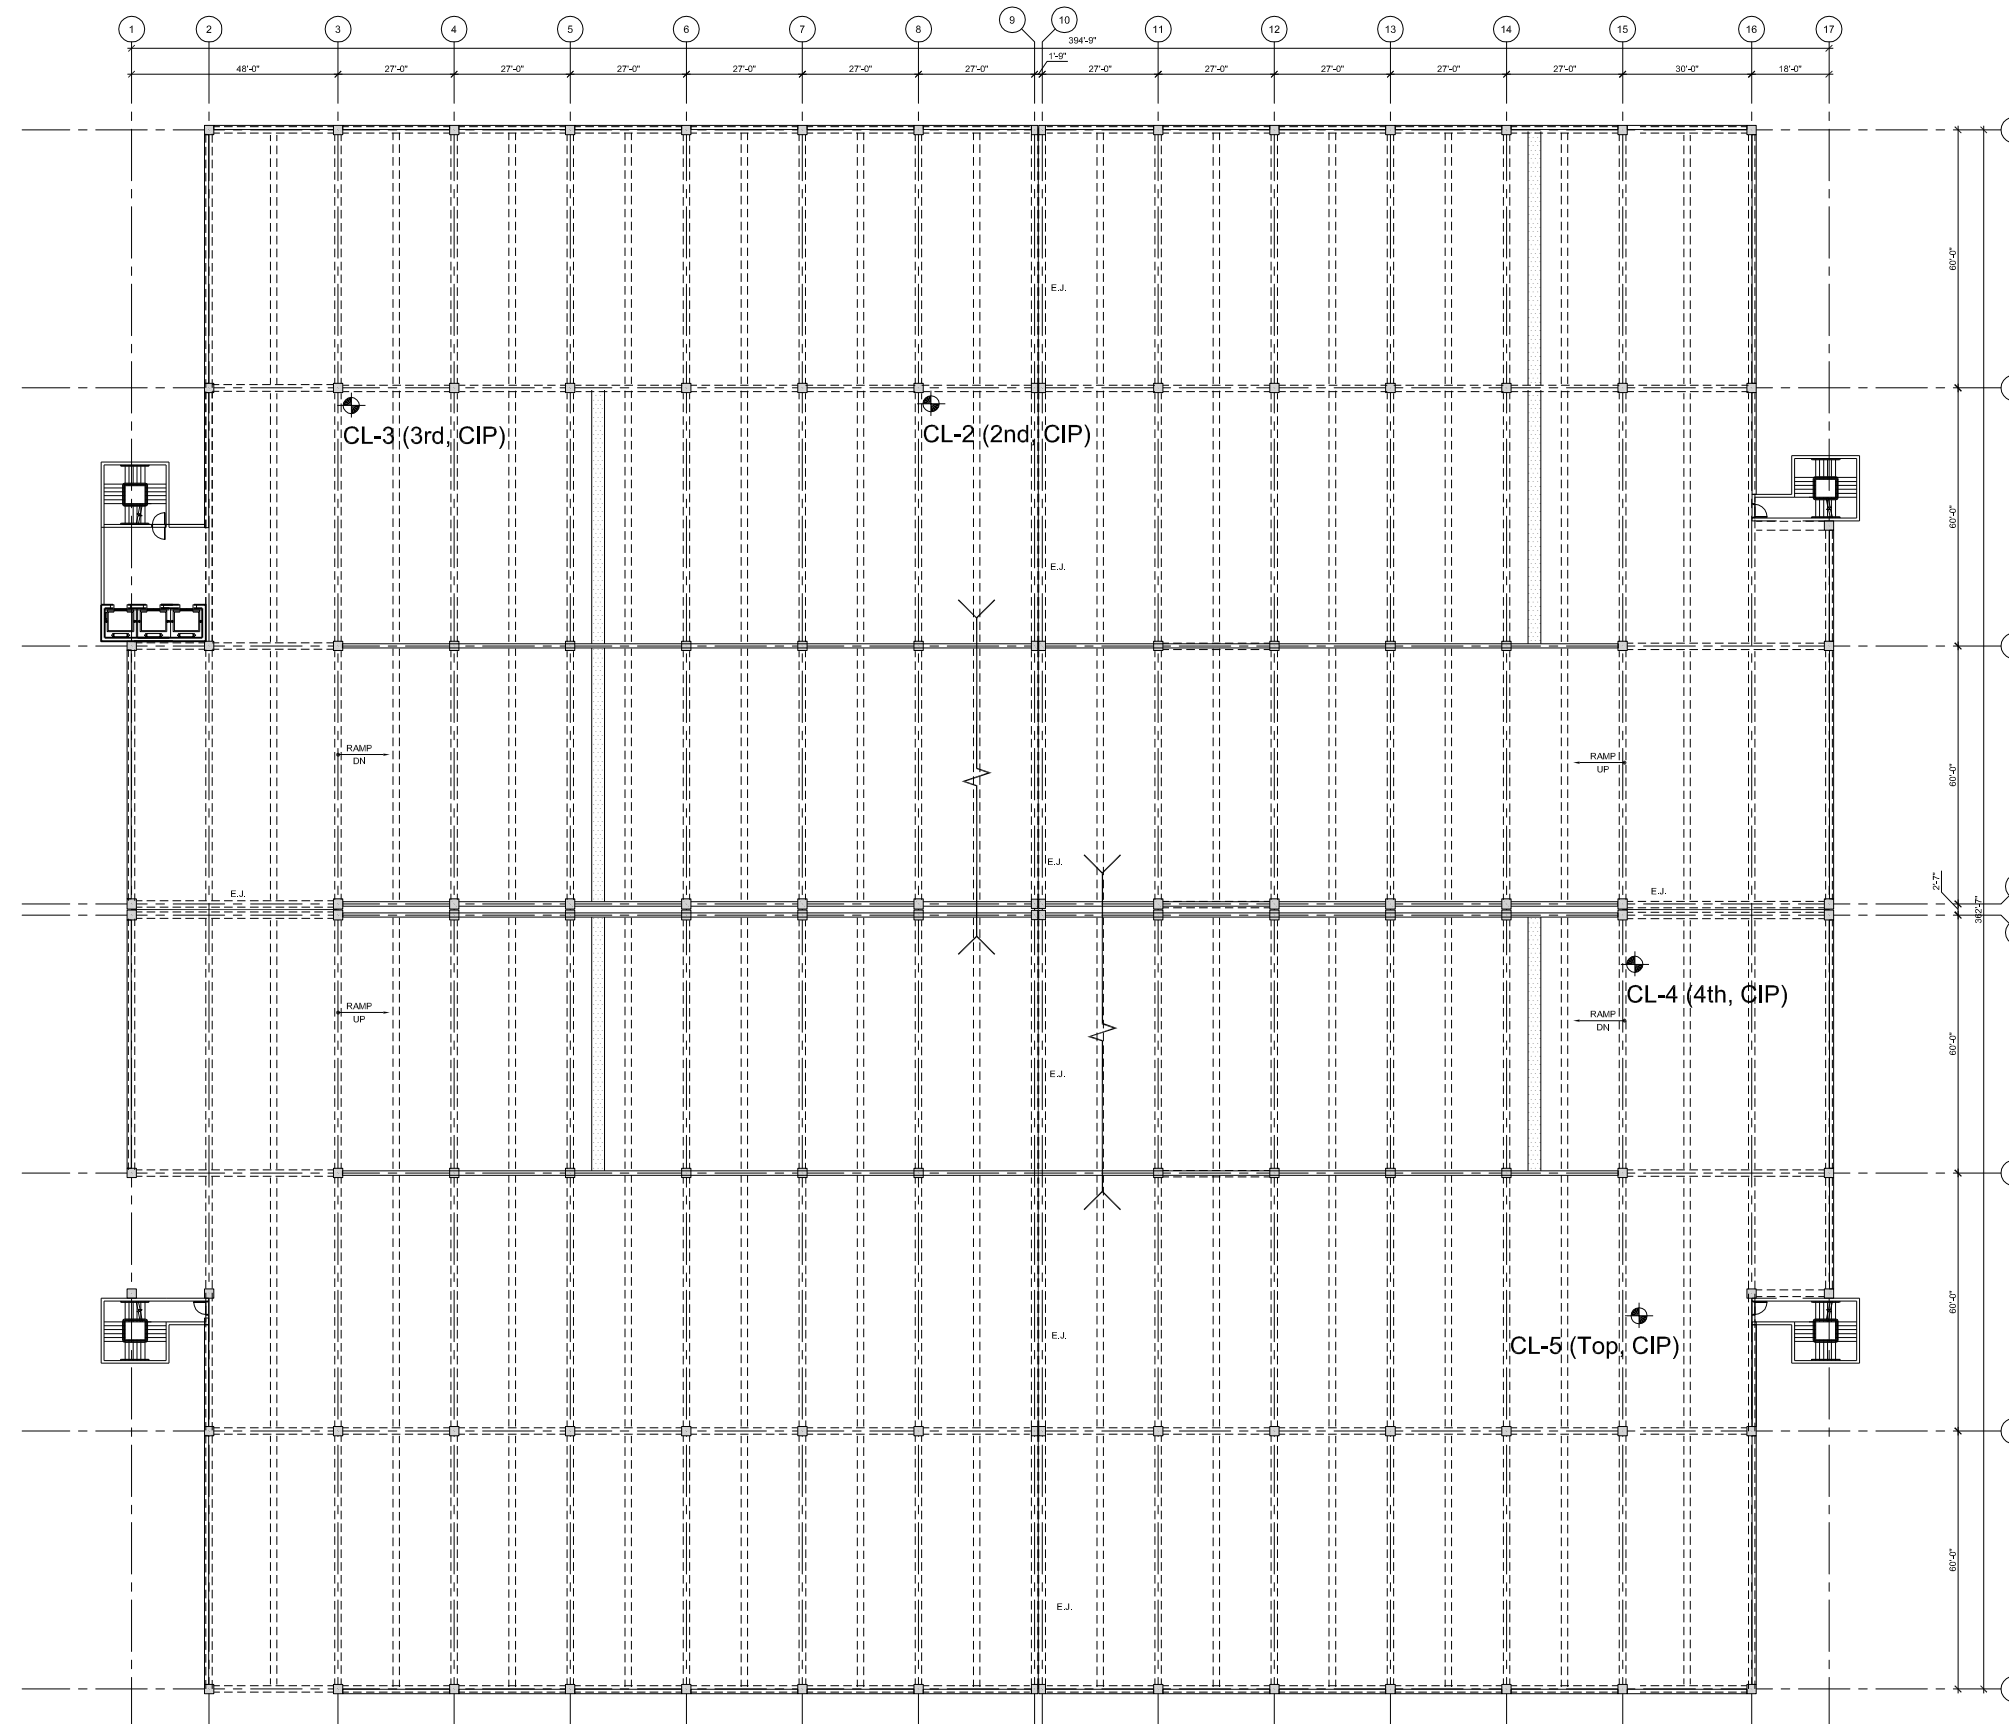 1 2 3 4 5 6 7 8 9 10 11 12 13 14 15 16 17
394'-9"
1'-9"
48'-0" 27'-0" 27'-0" 27'-0" 27'-0" 27'-0" 27'-0" 27'-0" 27'-0" 27'-0" 27'-0" 27'-0" 30'-0" 18'-0"
60'-0"
E.J.
CL-3 (3rd, CIP)
CL-2 (2nd, CIP)
60'-0"
E.J.
RAMP
DN
RAMP
UP
60'-0"
E.J.
E.J.
E.J.
2'-7"
362'-7"
CL-4 (4th, CIP)
RAMP
UP
RAMP
DN
60'-0"
E.J.
60'-0"
E.J.
CL-5 (Top, CIP)
60'-0"
E.J.